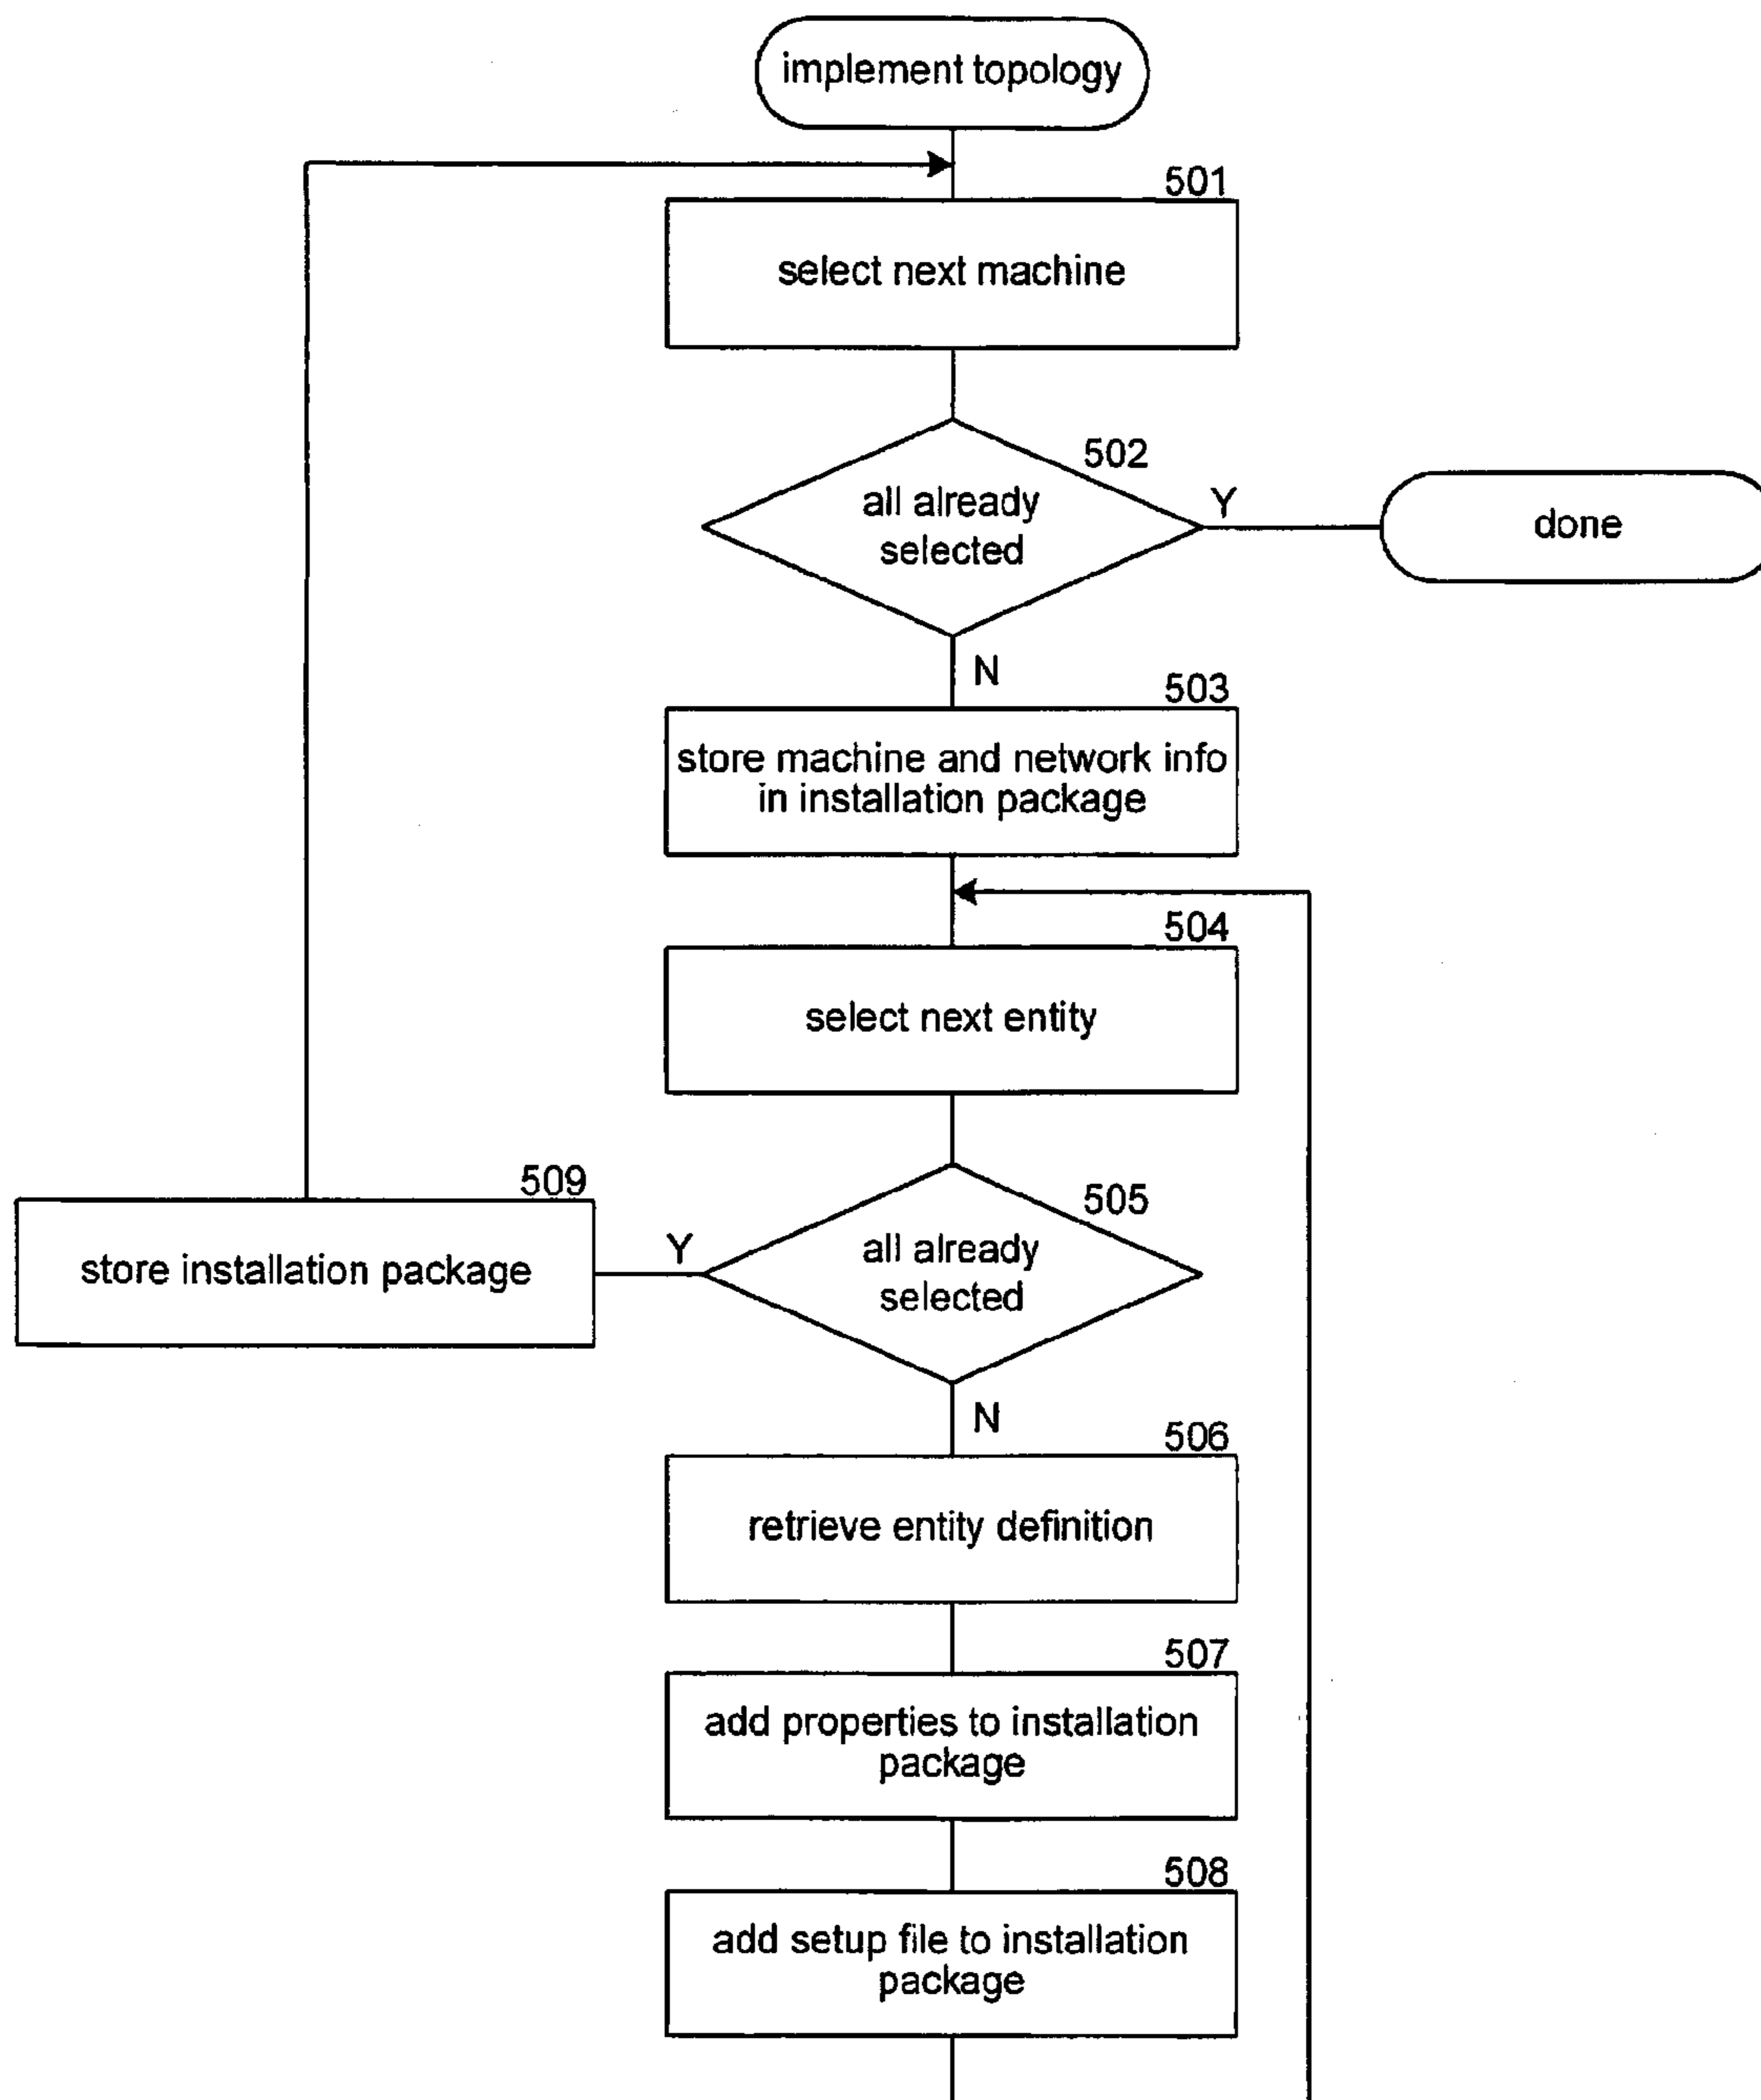 implement topology
501
select next machine
502
all already
selected
Y
done
N
503
store machine and network info
in installation package
504
select next entity
509
store installation package
Y
505
all already
selected
N
506
retrieve entity definition
507
add properties to installation
package
508
add setup file to installation
package